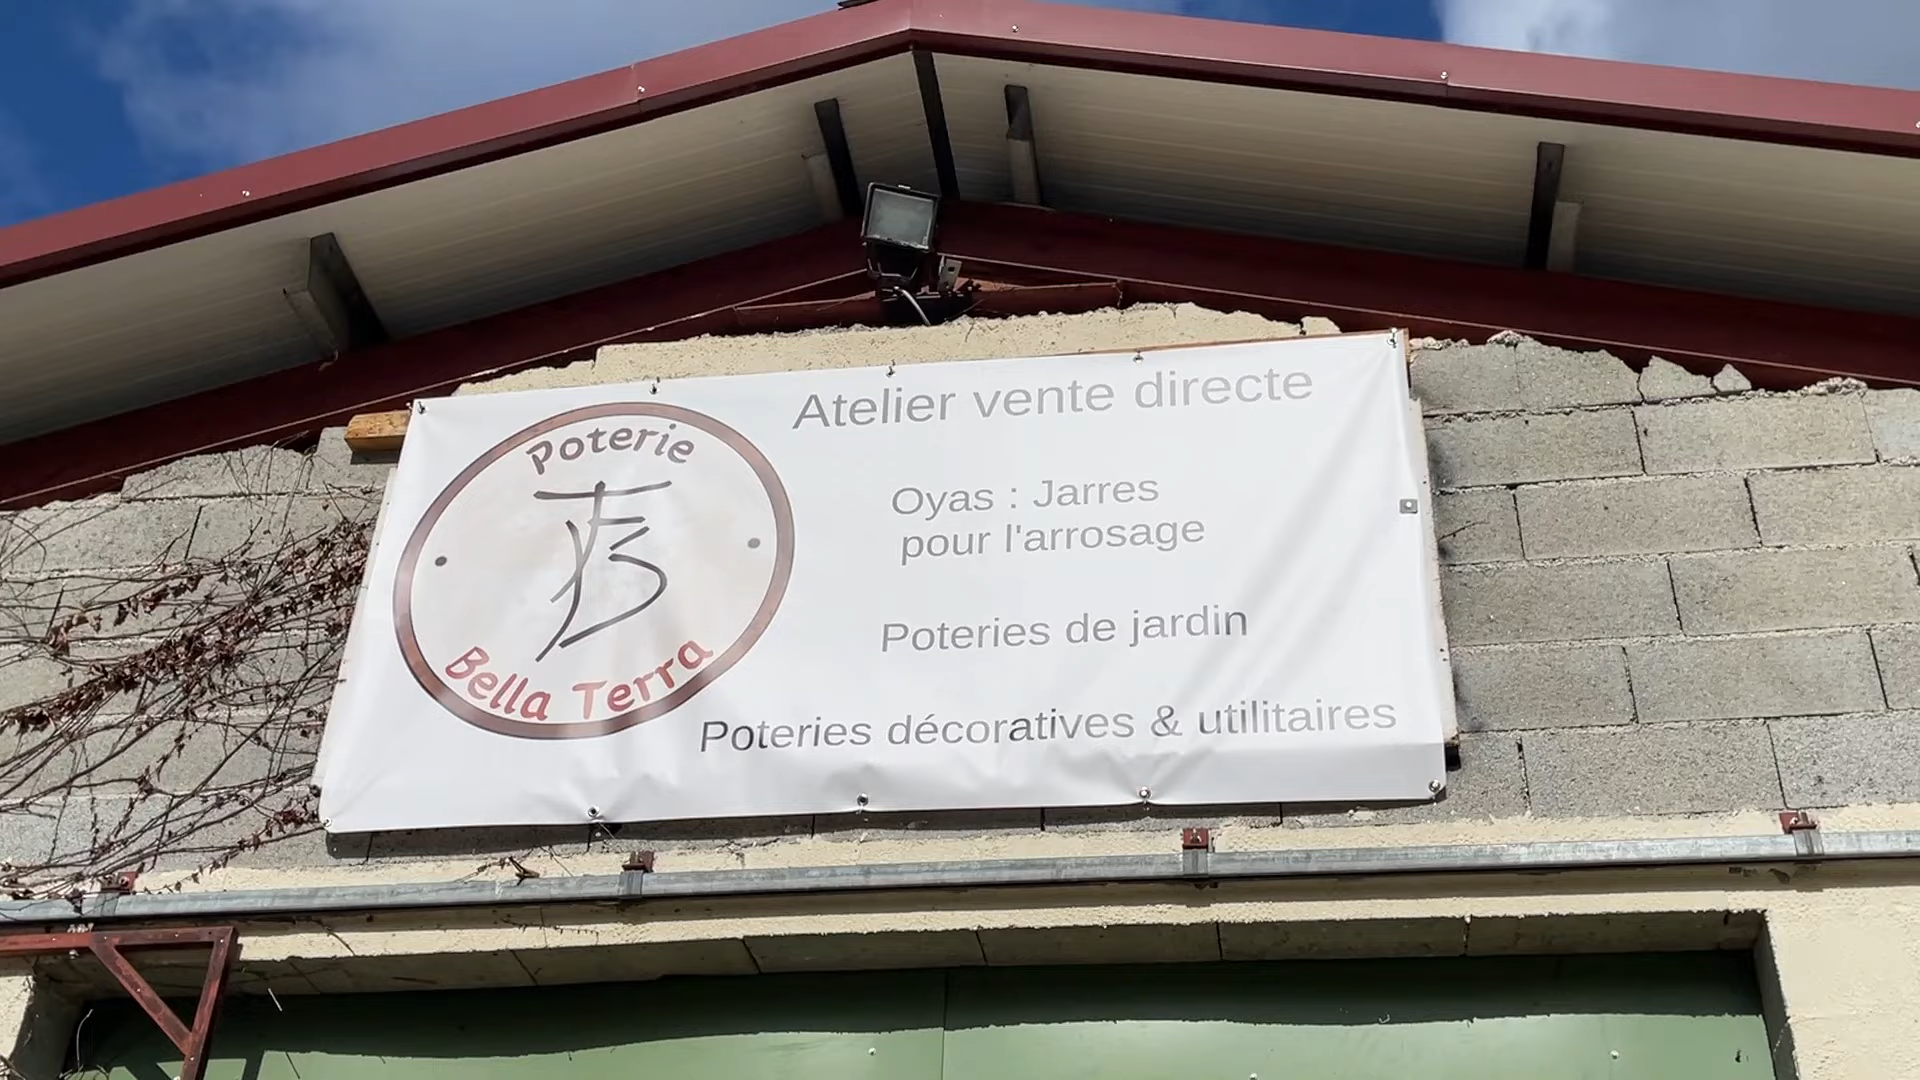 Poterie
Bella Terra
Atelier vente directe
Oyas : Jarres
pour l'arrosage
Poteries de jardin
Poteries décoratives & utilitaires